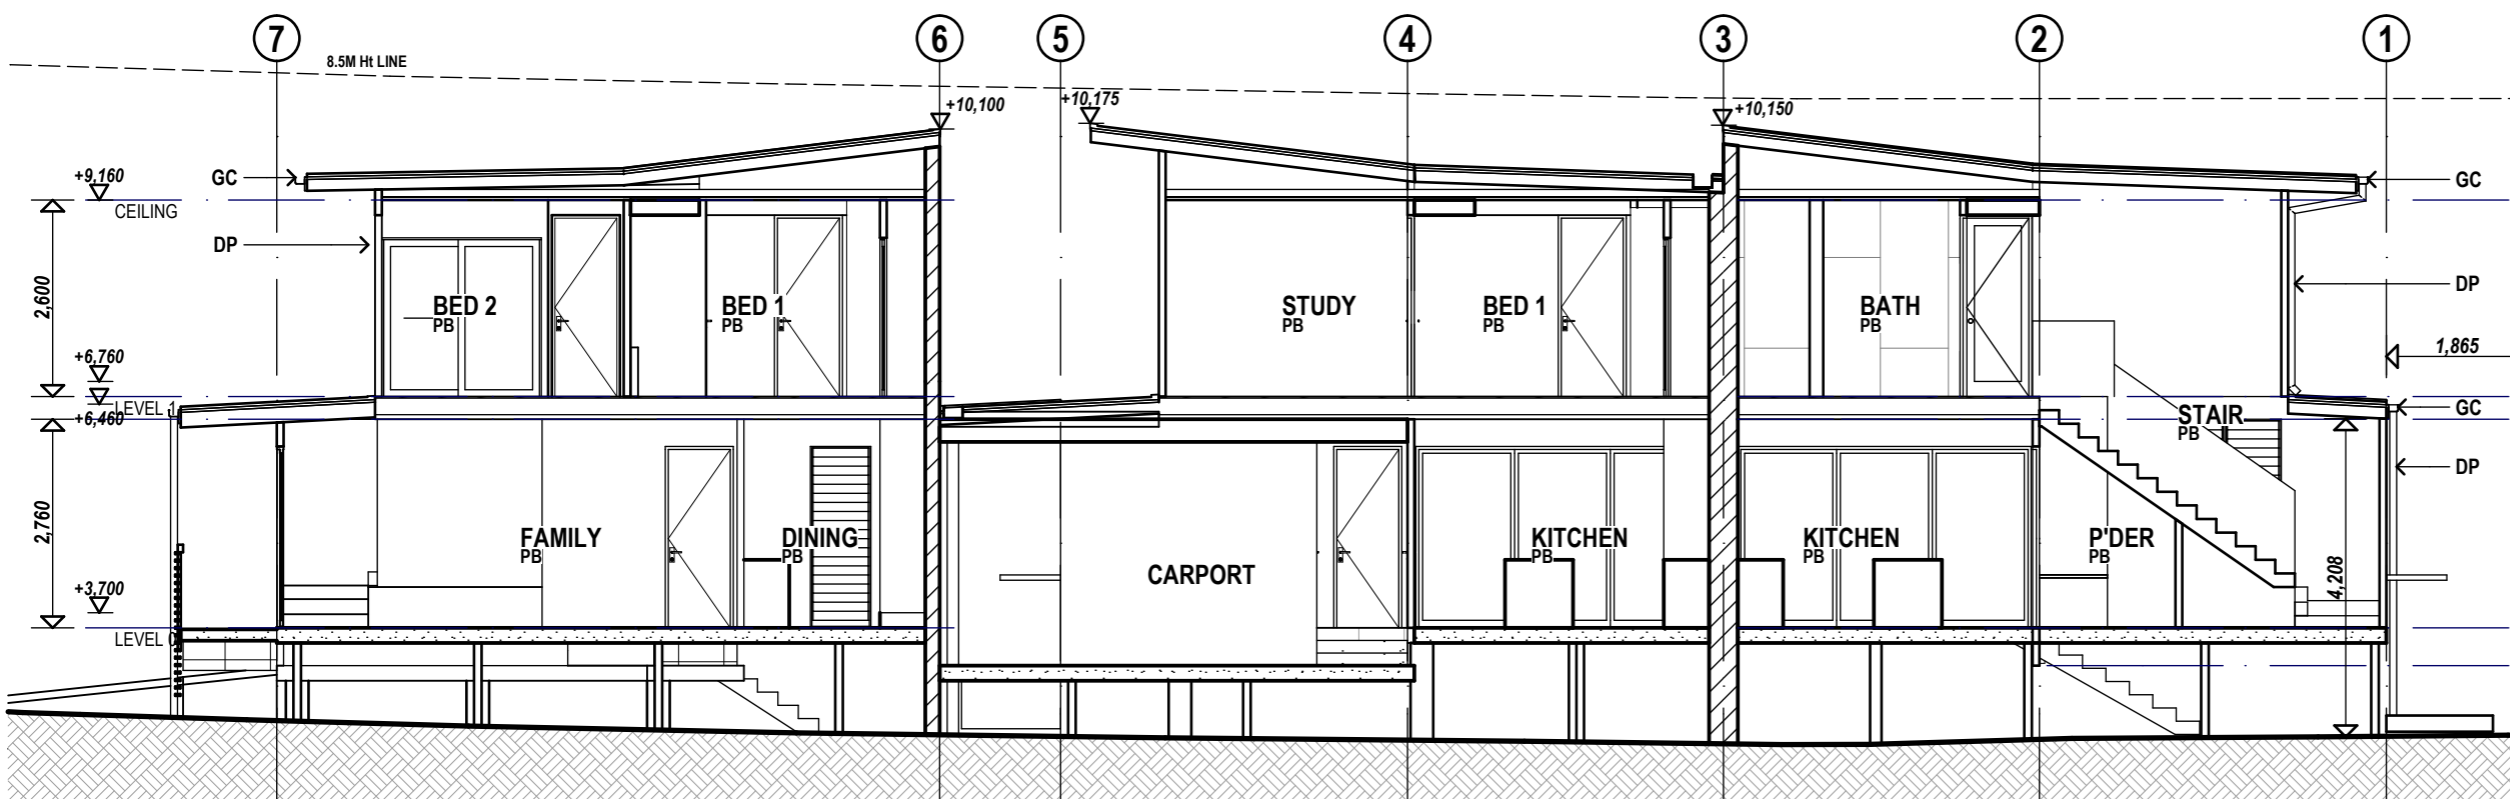 7
6
5
4
3
2
1
8.5M Ht LINE
+10,100
+10,175
+10,150
+9,160
CEILING
GC
GC
DP
DP
2,600
BED 2
PB
BED 1
PB
STUDY
PB
BED 1
PB
BATH
PB
1,865
+6,760
LEVEL 1
+6,460
GC
STAIR
PB
DP
2,760
FAMILY
PB
DINING
PB
CARPORT
KITCHEN
PB
KITCHEN
PB
P'DER
PB
4,208
+3,700
LEVEL 0